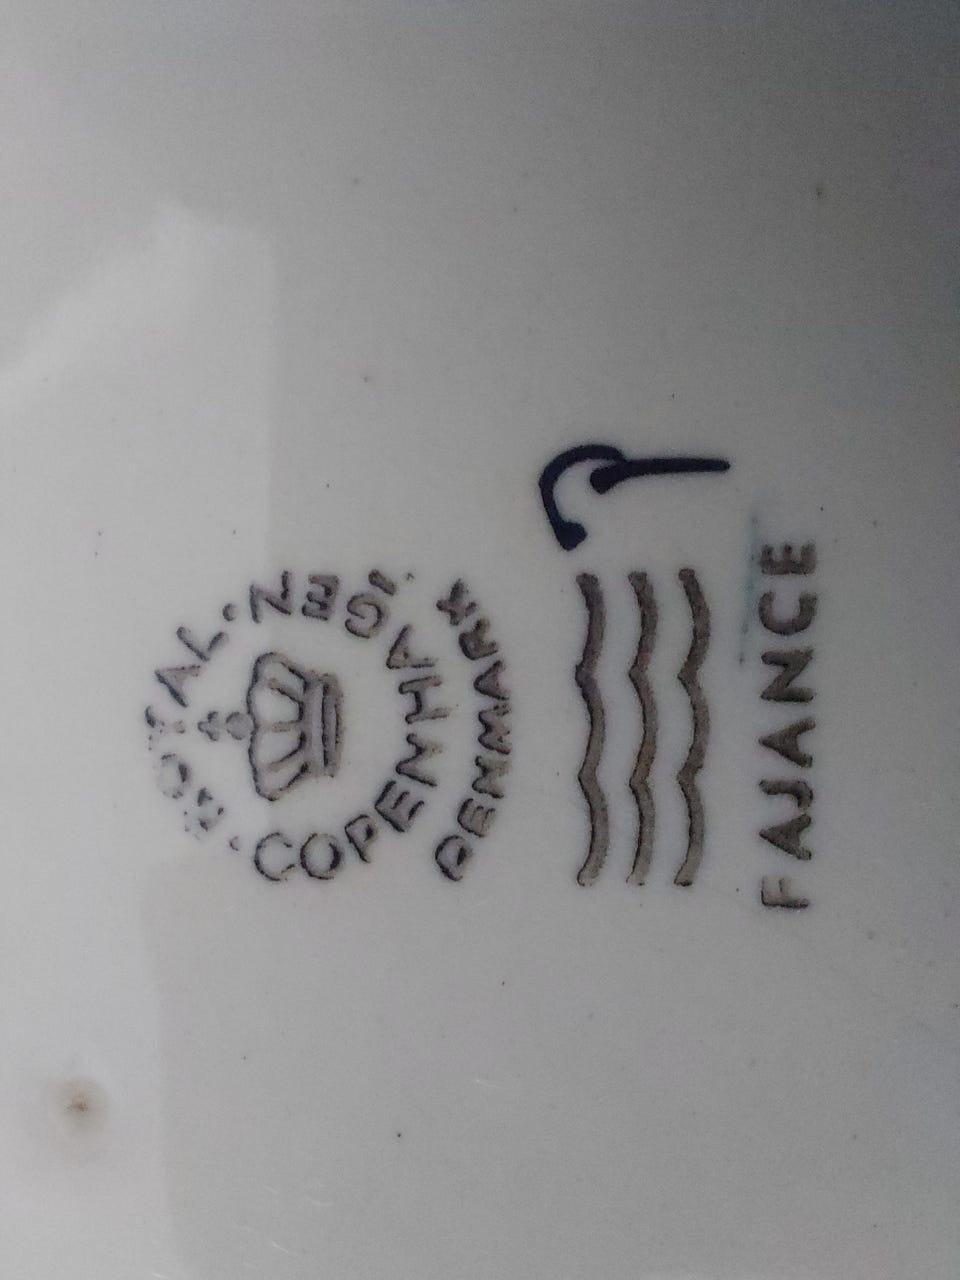 ROYAL · COPENHAGEN ·
DENMARK
FAJANCE